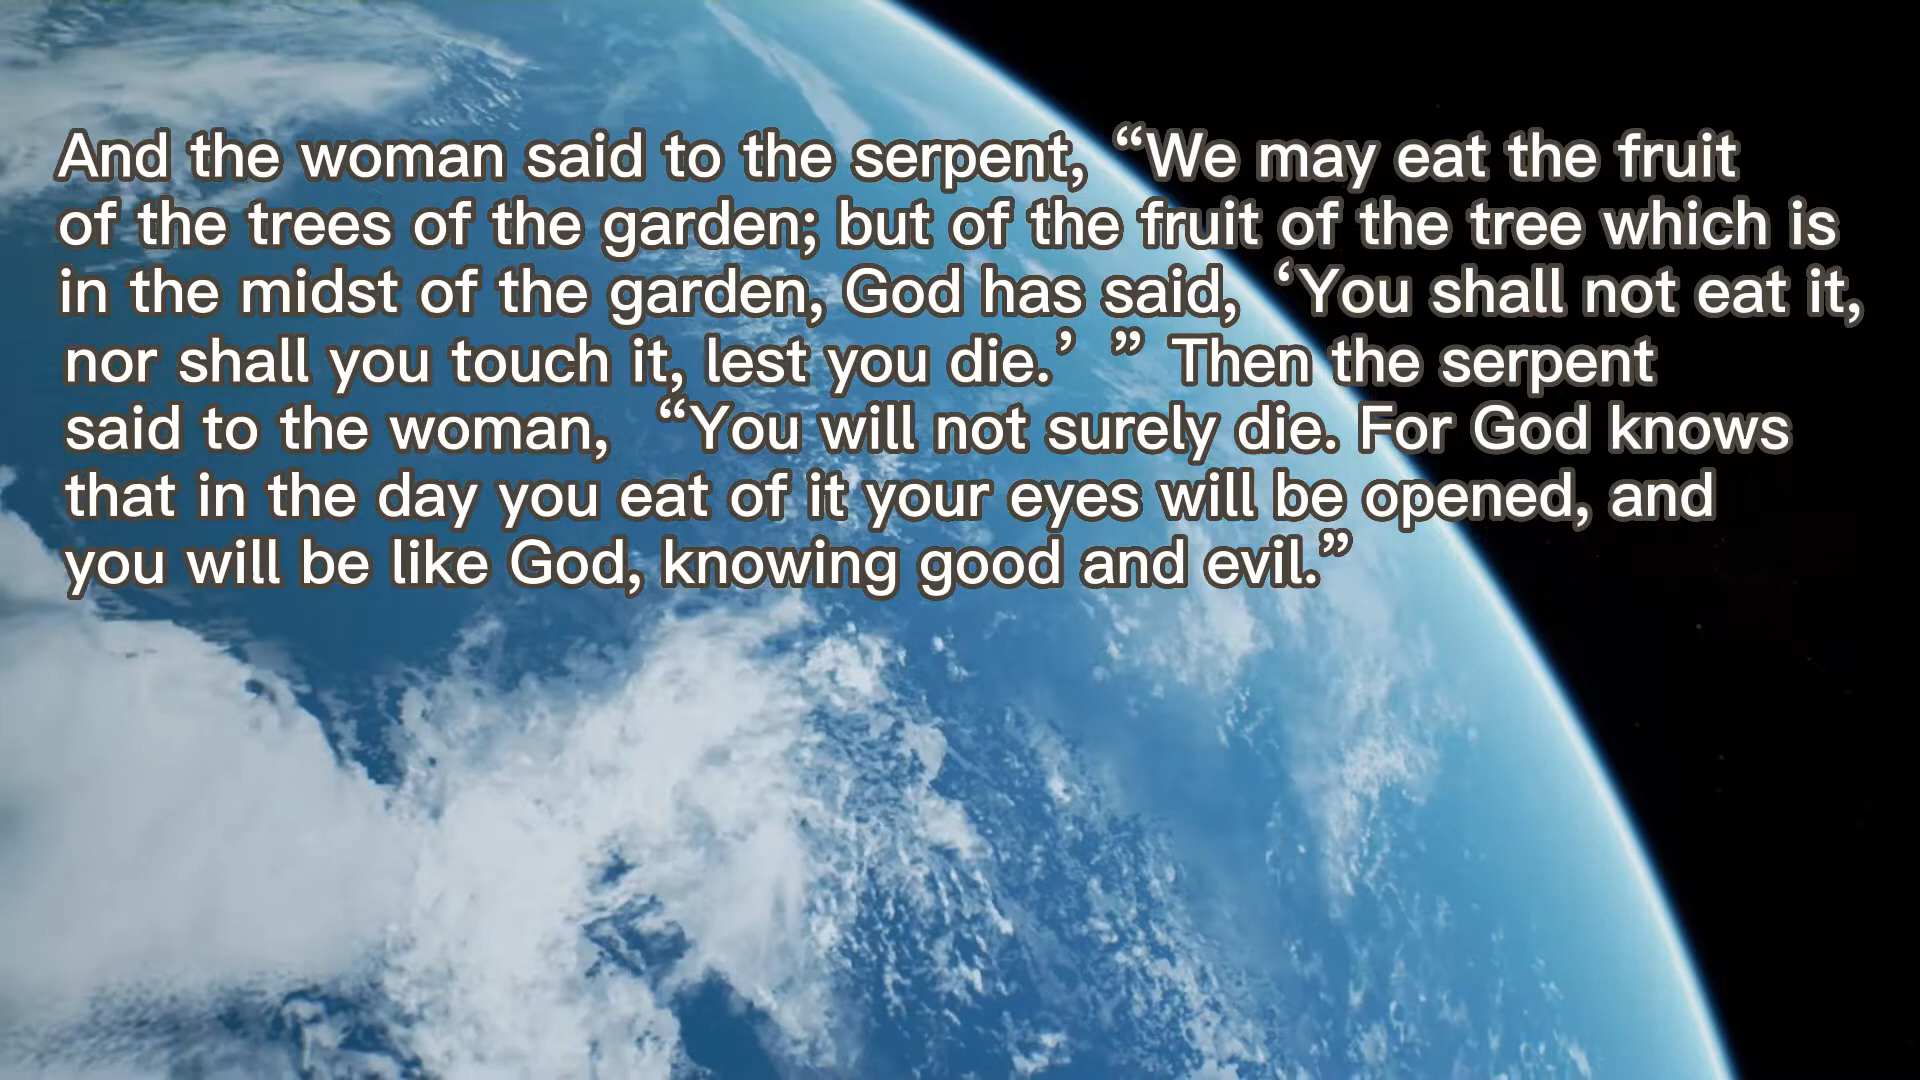 And the woman said to the serpent, “We may eat the fruit
of the trees of the garden; but of the fruit of the tree which is
in the midst of the garden, God has said, ‘You shall not eat it,
nor shall you touch it, lest you die.’ ” Then the serpent
said to the woman, “You will not surely die. For God knows
that in the day you eat of it your eyes will be opened, and
you will be like God, knowing good and evil.”